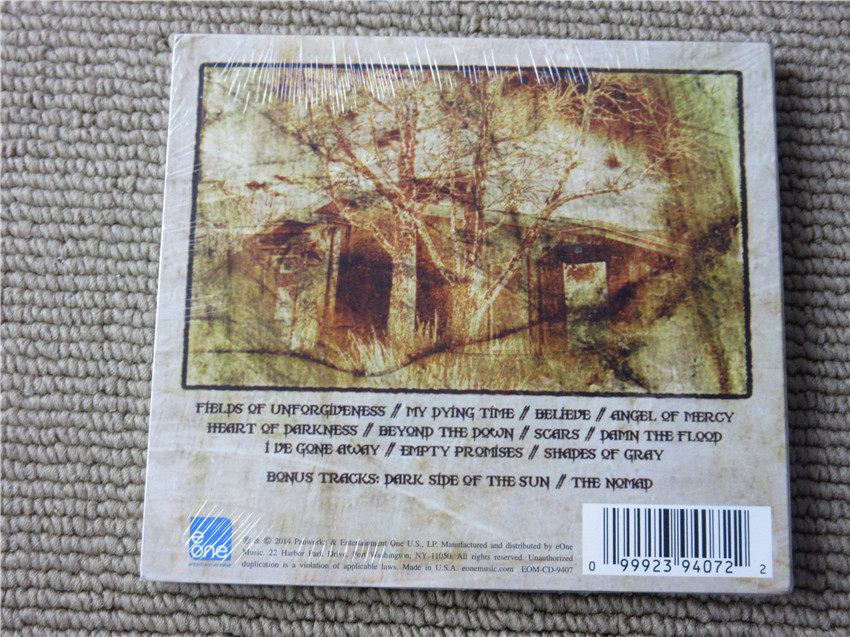 FIELDS OF UNFORGIVENESS // MY DYING TIME // BELIEVE // ANGEL OF MERCY
HEART OF DARKNESS // BEYOND THE DOWN // SCARS // DAMN THE FLOOD
I VE GONE AWAY // EMPTY PROMISES // SHADES OF GRAY
BONUS TRACKS: DARK SIDE OF THE SUN // THE NOMAD
eone
entertainment one
℗ & © 2014 & Entertainment One U.S., LP. Manufactured and distributed by eOne
Music. 22 Harbor Park Drive, Port Washington, NY 11050. All rights reserved. Unauthorized
duplication is a violation of applicable laws. Made in U.S.A. eonemusic.com EOM-CD-9407
0 99923 94072 2